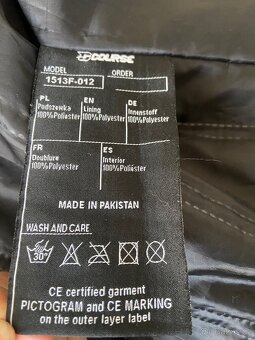 COURSE
MODEL ORDER
1513F-012
PL EN DE
Podszewka Lining Innenstoff
100%Poliester 100%Polyester 100%Polyester
FR ES
Doublure Interior
100%Polyester 100%Poliester
MADE IN PAKISTAN
WASH AND CARE
30°
CE certified garment
PICTOGRAM and CE MARKING
on the outer layer label